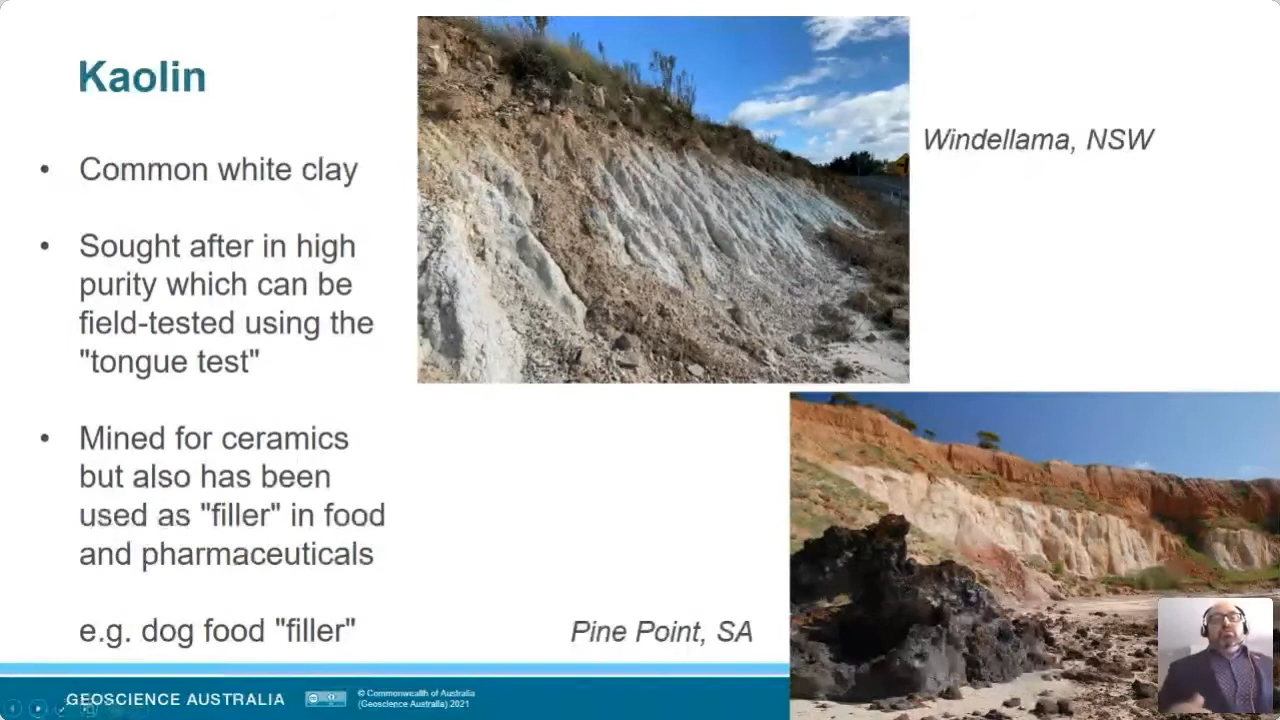 Kaolin
• Common white clay
• Sought after in high
purity which can be
field-tested using the
"tongue test"
• Mined for ceramics
but also has been
used as "filler" in food
and pharmaceuticals
e.g. dog food "filler"
Windellama, NSW
Pine Point, SA
GEOSCIENCE AUSTRALIA
© Commonwealth of Australia
(Geoscience Australia) 2021